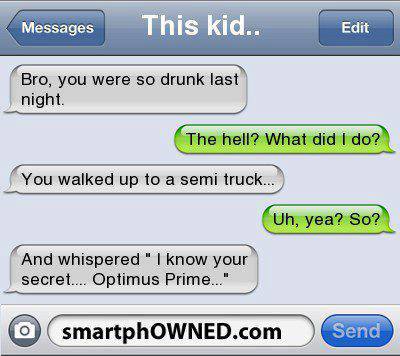 Messages
This kid..
Edit
Bro, you were so drunk last
night.
The hell? What did I do?
You walked up to a semi truck...
Uh, yea? So?
And whispered " I know your
secret.... Optimus Prime..."
smartphOWNED.com
Send